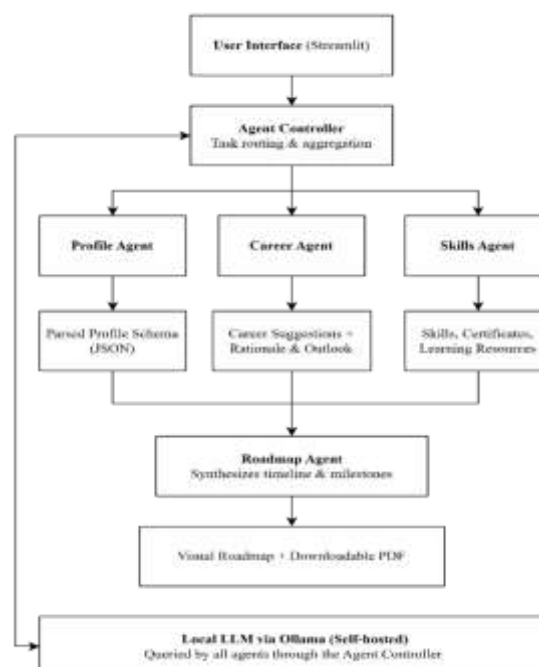 User Interface (Streamlit)
Agent Controller
Task routing & aggregation
Profile Agent
Career Agent
Skills Agent
Parsed Profile Schema
(JSON)
Career Suggestions +
Rationale & Outlook
Skills, Certificates,
Learning Resources
Roadmap Agent
Synthesizes timeline & milestones
Visual Roadmap + Downloadable PDF
Local LLM via Ollama (Self-hosted)
Queried by all agents through the Agent Controller